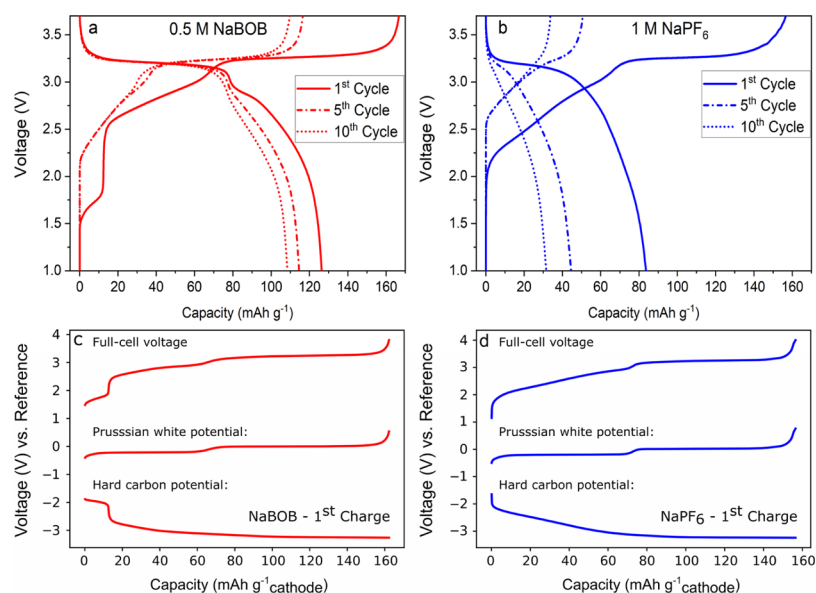 a
0.5 M NaBOB
3.5
3.0
2.5
2.0
1.5
1.0
Voltage (V)
1st Cycle
5th Cycle
10th Cycle
0 20 40 60 80 100 120 140 160
Capacity (mAh g-1)
b
1 M NaPF6
3.5
3.0
2.5
2.0
1.5
1.0
Voltage (V)
1st Cycle
5th Cycle
10th Cycle
0 20 40 60 80 100 120 140 160
Capacity (mAh g-1)
c
Full-cell voltage
4
3
2
1
0
−1
−2
−3
Voltage (V) vs. Reference
Prusssian white potential:
Hard carbon potential:
NaBOB - 1st Charge
0 20 40 60 80 100 120 140 160
Capacity (mAh g-1cathode)
d
Full-cell voltage
4
3
2
1
0
−1
−2
−3
Voltage (V) vs. Reference
Prussian white potential:
Hard carbon potential:
NaPF6 - 1st Charge
0 20 40 60 80 100 120 140 160
Capacity (mAh g-1cathode)